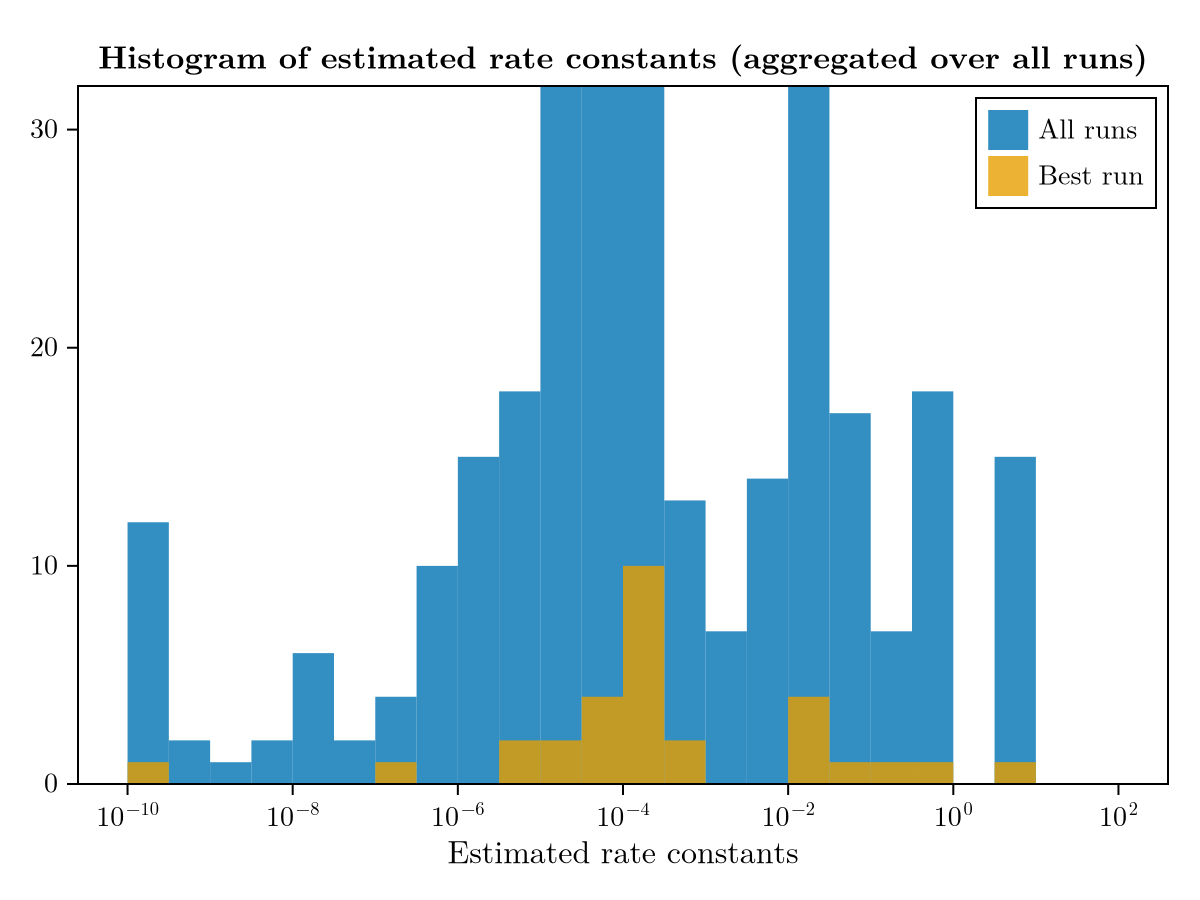 Histogram of estimated rate constants (aggregated over all runs)
All runs
Best run
30
20
10
0
10⁻¹⁰ 10⁻⁸ 10⁻⁶ 10⁻⁴ 10⁻² 10⁰ 10²
Estimated rate constants